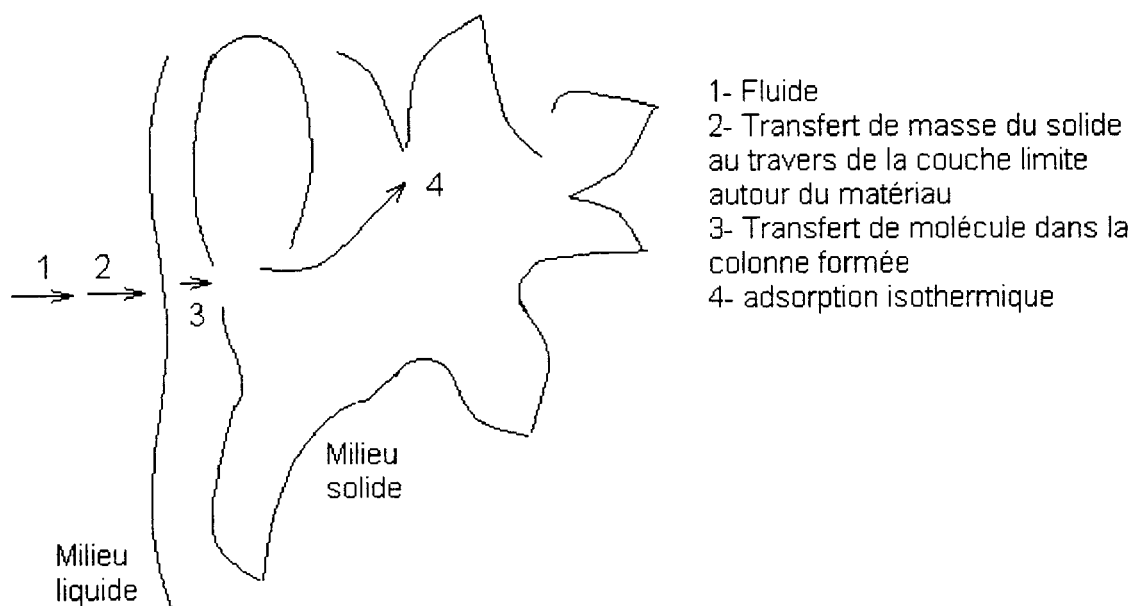 1- Fluide
2- Transfert de masse du solide
au travers de la couche limite
autour du matériau
3- Transfert de molécule dans la
colonne formée
4- adsorption isothermique
4
1
2
3
Milieu
solide
Milieu
liquide